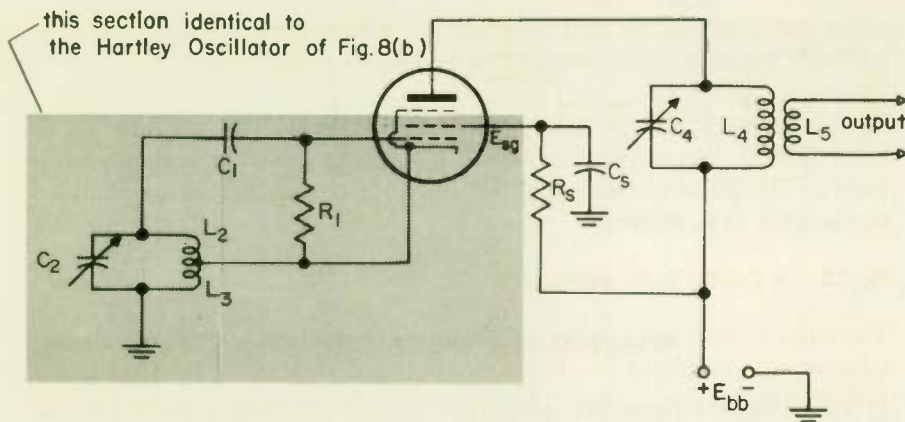 this section identical to
the Hartley Oscillator of Fig. 8(b)
C1
E sg
C4
L4
L5
output
Rs
Cs
R1
L2
C2
L3
+ Ebb -